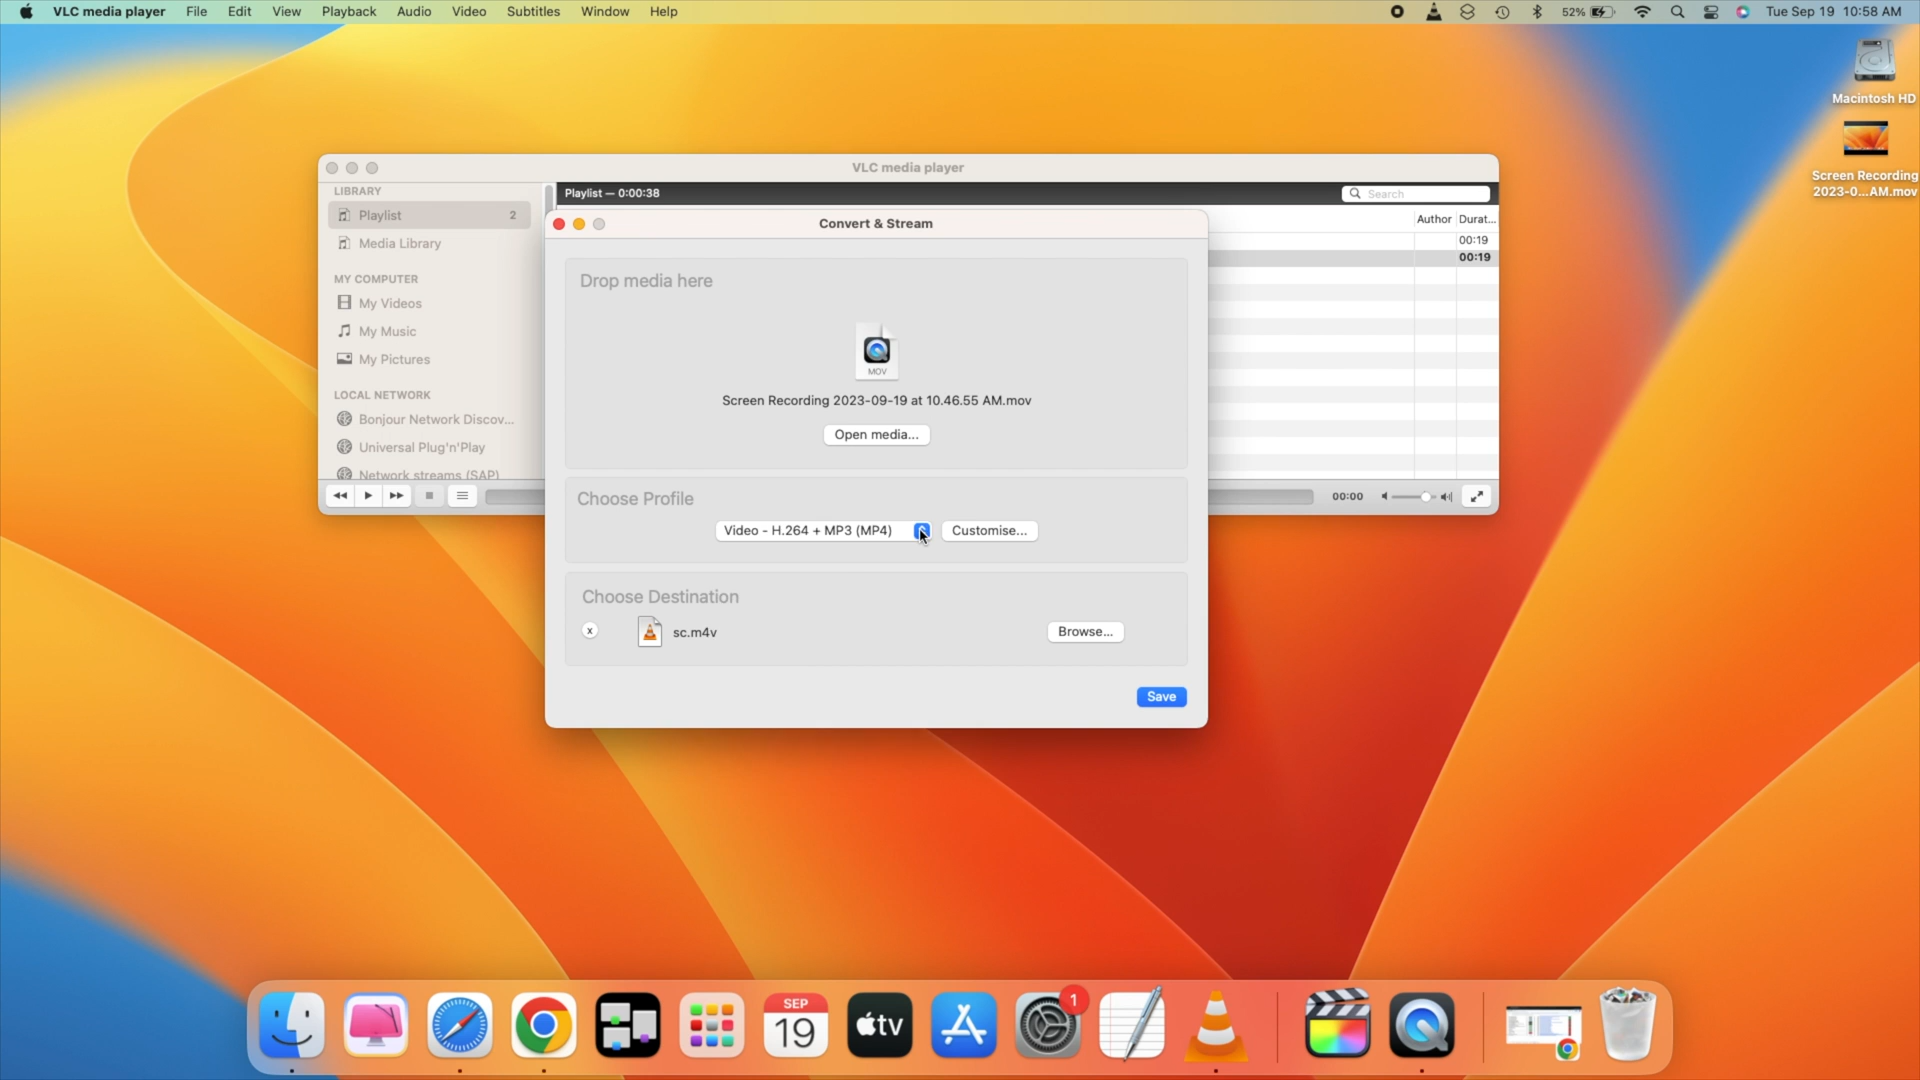 VLC media player File Edit View Playback Audio Video Subtitles Window Help 52% Tue Sep 19 10:58 AM
Macintosh HD
Screen Recording
2023-0...AM.mov
VLC media player
LIBRARY
Playlist 2
Media Library
MY COMPUTER
My Videos
My Music
My Pictures
LOCAL NETWORK
Bonjour Network Discov...
Universal Plug'n'Play
Network streams (SAP)
Playlist — 0:00:38
Search
Author Durat...
00:19
00:19
00:00
Convert & Stream
Drop media here
MOV
Screen Recording 2023-09-19 at 10.46.55 AM.mov
Open media...
Choose Profile
Video - H.264 + MP3 (MP4) Customise...
Choose Destination
x sc.m4v Browse...
Save
SEP
19
tv
1